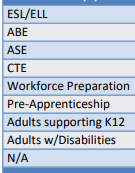 ESL/ELL
ABE
ASE
CTE
Workforce Preparation
Pre-Apprenticeship
Adults supporting K12
Adults w/Disabilities
N/A